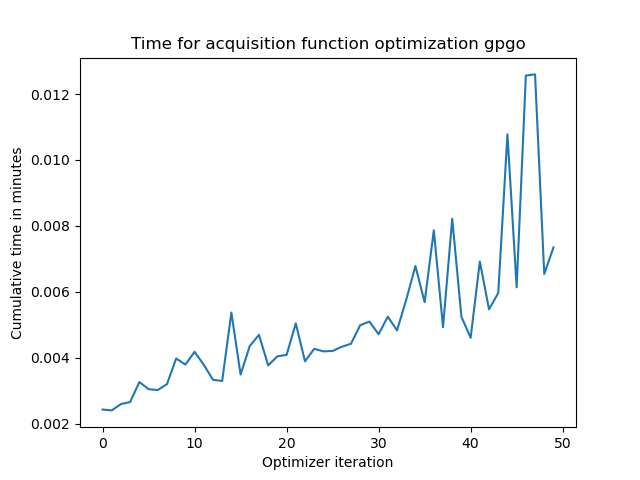 Time for acquisition function optimization gpgo
Cumulative time in minutes
0.012
0.010
0.008
0.006
0.004
0.002
0 10 20 30 40 50
Optimizer iteration